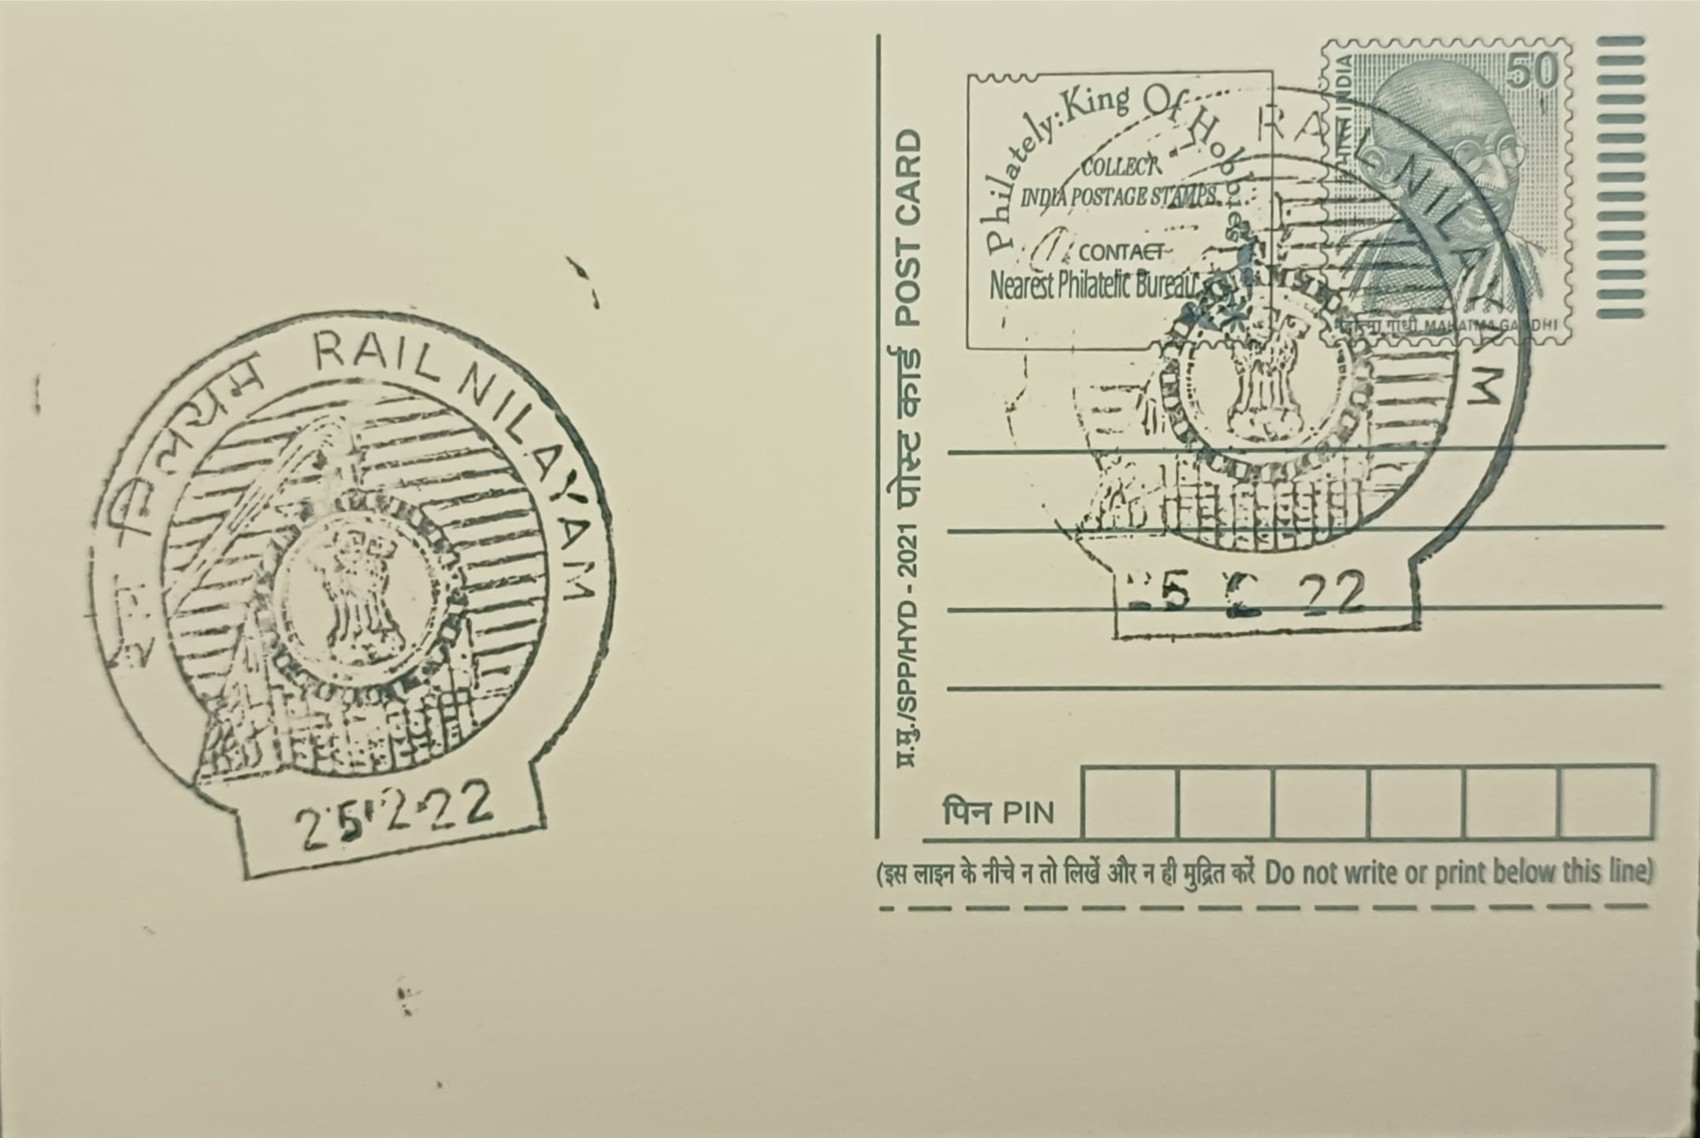 रेल निलयम RAIL NILAYAM
25 12 22
प्र.मु./SPP/HYD - 2021 पोस्ट कार्ड POST CARD
Philately: King Of Hobbies
COLLECT
INDIA POSTAGE STAMPS
CONTACT
Nearest Philatelic Bureau
भारत INDIA
50
महात्मा गांधी MAHATMA GANDHI
RAIL NILAYAM
25 22
पिन PIN
(इस लाइन के नीचे न तो लिखें और न ही मुद्रित करें Do not write or print below this line)